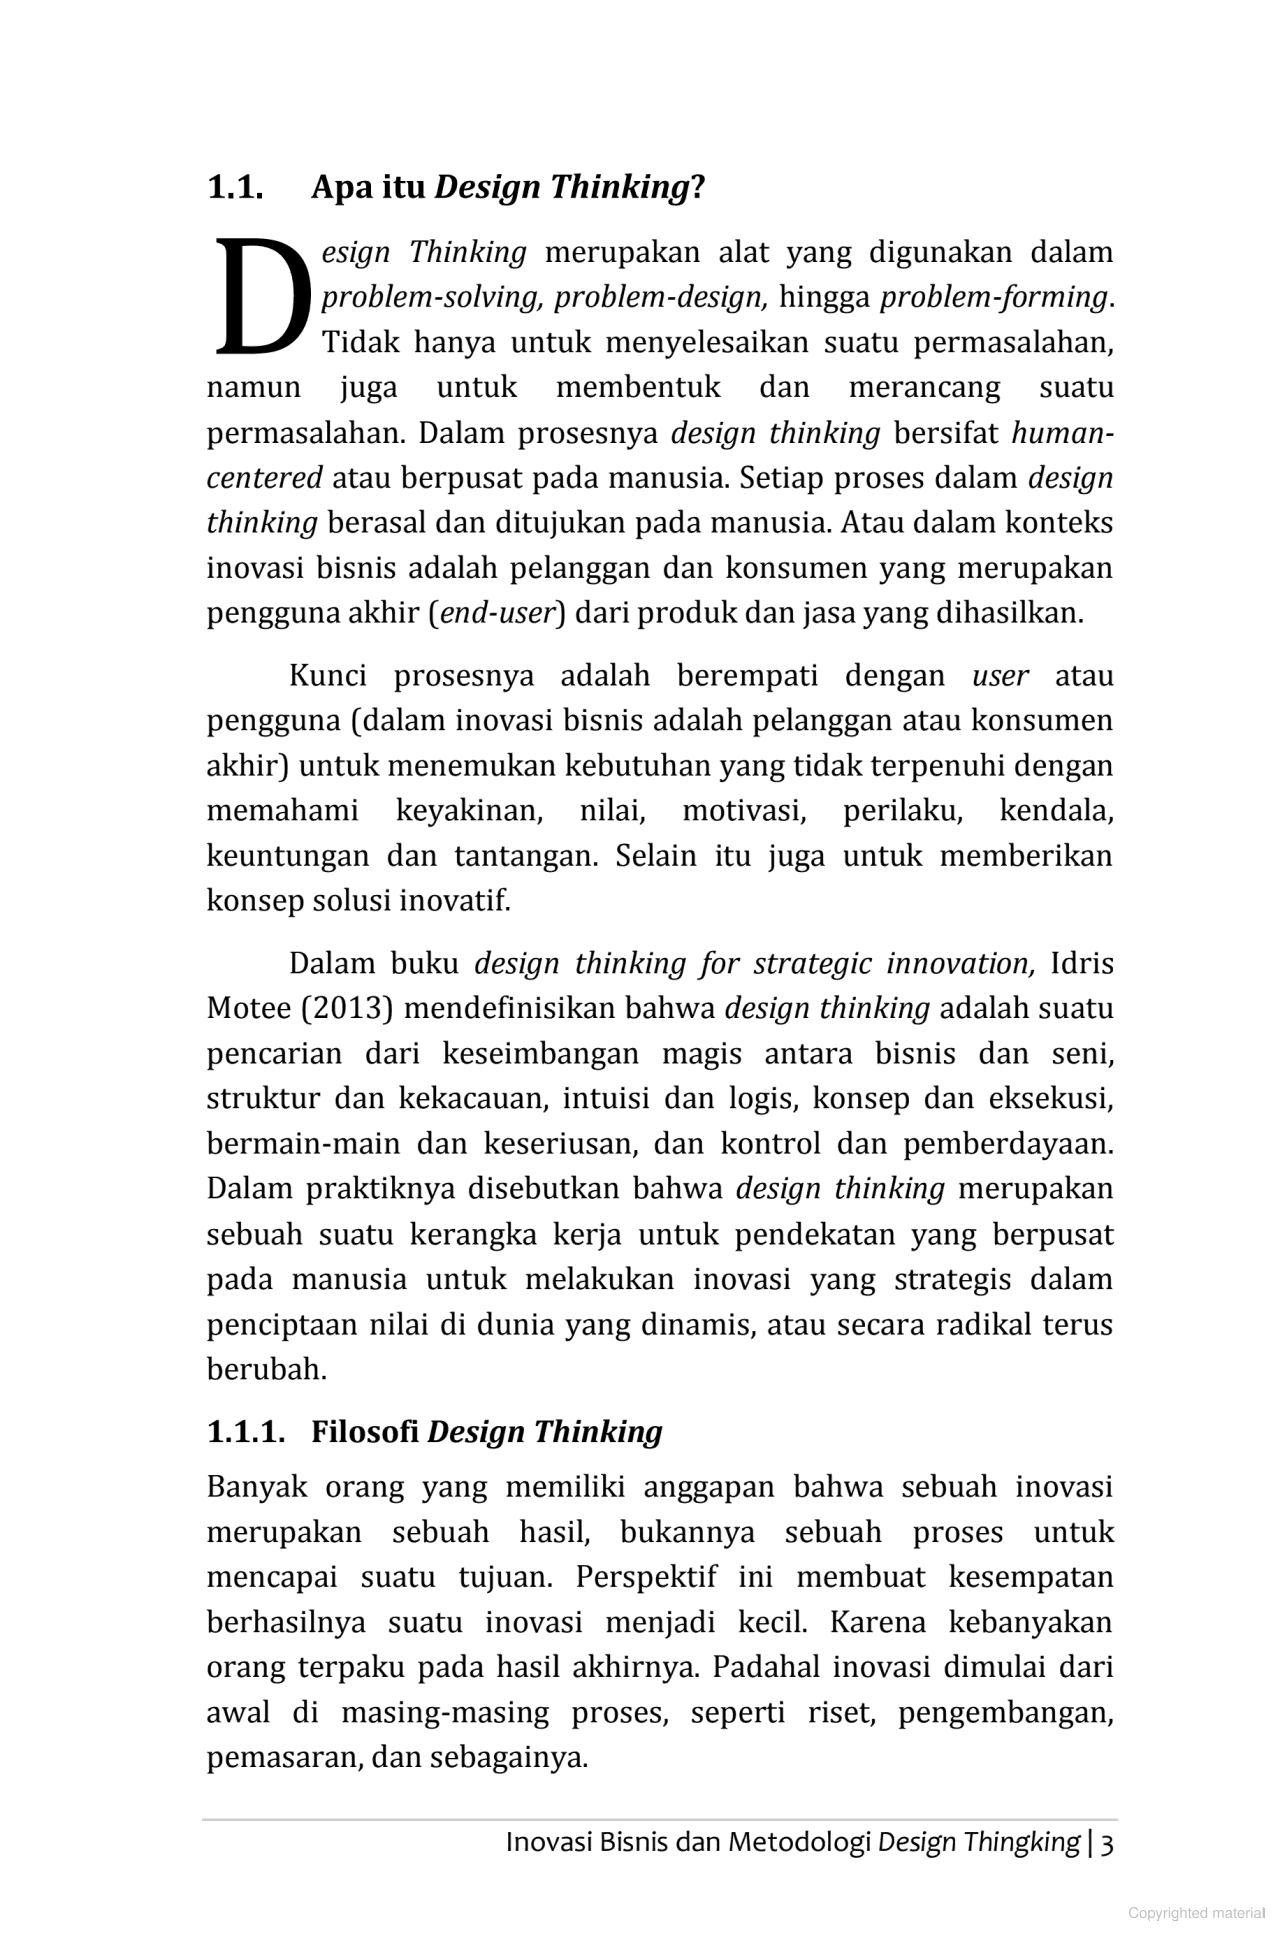 1.1. Apa itu Design Thinking?
Design Thinking merupakan alat yang digunakan dalam
problem-solving, problem-design, hingga problem-forming.
Tidak hanya untuk menyelesaikan suatu permasalahan,
namun juga untuk membentuk dan merancang suatu
permasalahan. Dalam prosesnya design thinking bersifat human-
centered atau berpusat pada manusia. Setiap proses dalam design
thinking berasal dan ditujukan pada manusia. Atau dalam konteks
inovasi bisnis adalah pelanggan dan konsumen yang merupakan
pengguna akhir (end-user) dari produk dan jasa yang dihasilkan.
Kunci prosesnya adalah berempati dengan user atau
pengguna (dalam inovasi bisnis adalah pelanggan atau konsumen
akhir) untuk menemukan kebutuhan yang tidak terpenuhi dengan
memahami keyakinan, nilai, motivasi, perilaku, kendala,
keuntungan dan tantangan. Selain itu juga untuk memberikan
konsep solusi inovatif.
Dalam buku design thinking for strategic innovation, Idris
Motee (2013) mendefinisikan bahwa design thinking adalah suatu
pencarian dari keseimbangan magis antara bisnis dan seni,
struktur dan kekacauan, intuisi dan logis, konsep dan eksekusi,
bermain-main dan keseriusan, dan kontrol dan pemberdayaan.
Dalam praktiknya disebutkan bahwa design thinking merupakan
sebuah suatu kerangka kerja untuk pendekatan yang berpusat
pada manusia untuk melakukan inovasi yang strategis dalam
penciptaan nilai di dunia yang dinamis, atau secara radikal terus
berubah.
1.1.1. Filosofi Design Thinking
Banyak orang yang memiliki anggapan bahwa sebuah inovasi
merupakan sebuah hasil, bukannya sebuah proses untuk
mencapai suatu tujuan. Perspektif ini membuat kesempatan
berhasilnya suatu inovasi menjadi kecil. Karena kebanyakan
orang terpaku pada hasil akhirnya. Padahal inovasi dimulai dari
awal di masing-masing proses, seperti riset, pengembangan,
pemasaran, dan sebagainya.
Inovasi Bisnis dan Metodologi Design Thingking | 3
Copyrighted material